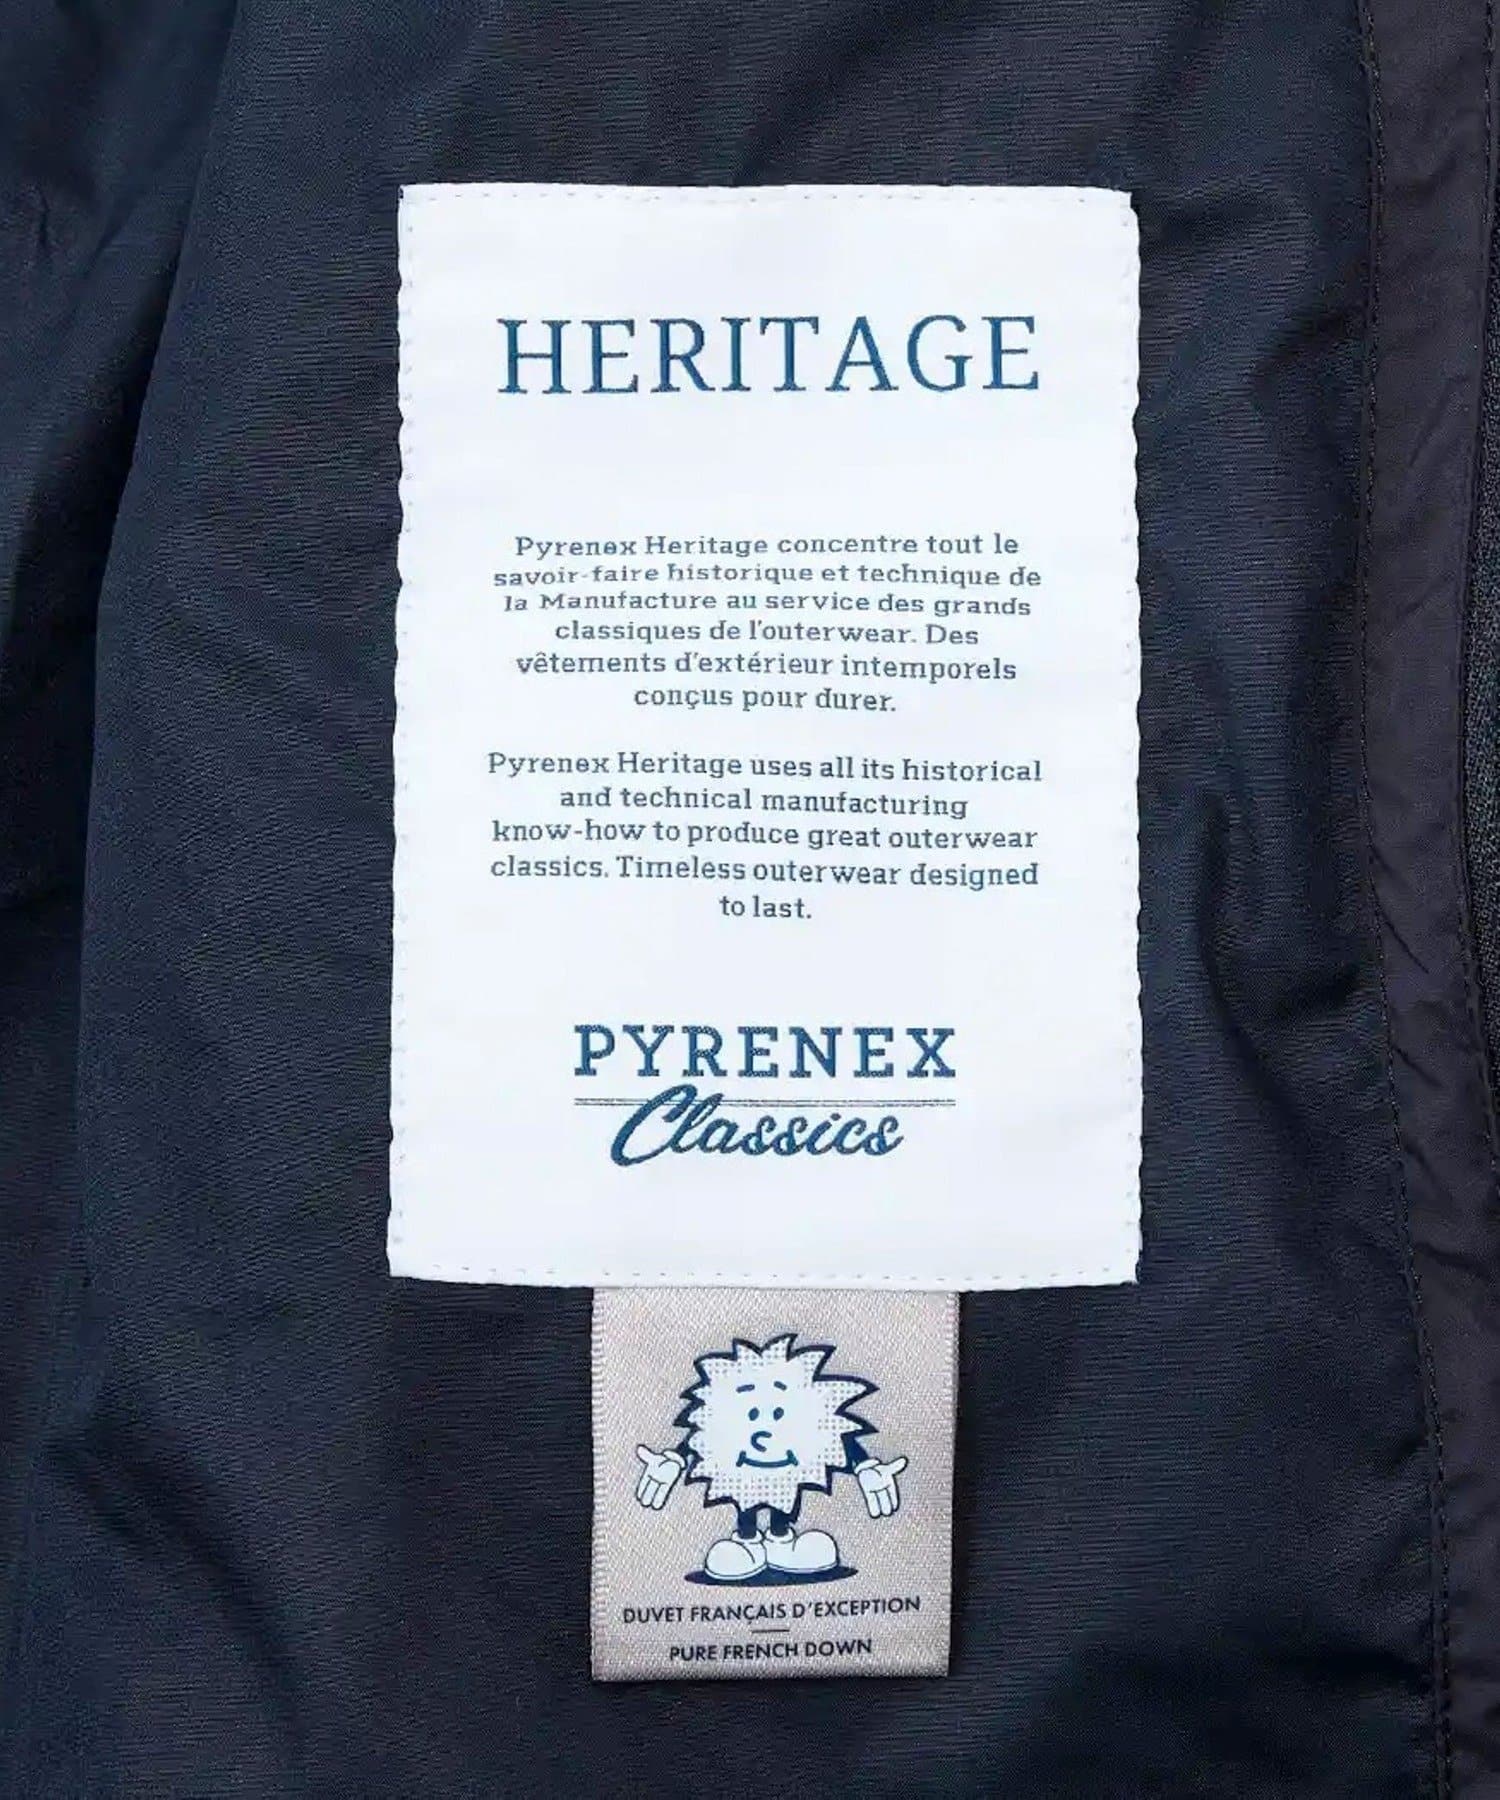 HERITAGE
Pyrenex Heritage concentre tout le
savoir-faire historique et technique de
la Manufacture au service des grands
classiques de l'outerwear. Des
vêtements d'extérieur intemporels
conçus pour durer.
Pyrenex Heritage uses all its historical
and technical manufacturing
know-how to produce great outerwear
classics. Timeless outerwear designed
to last.
PYRENEX
Classics
DUVET FRANÇAIS D'EXCEPTION
PURE FRENCH DOWN